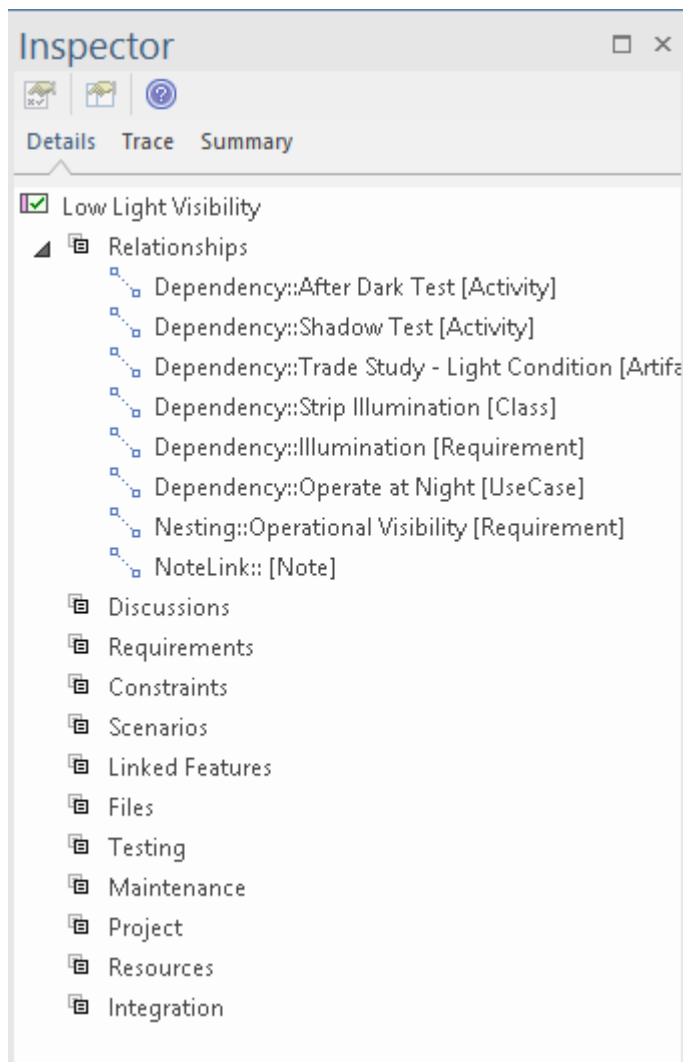 Inspector
Details Trace Summary
Low Light Visibility
Relationships
Dependency::After Dark Test [Activity]
Dependency::Shadow Test [Activity]
Dependency::Trade Study - Light Condition [Artifa
Dependency::Strip Illumination [Class]
Dependency::Illumination [Requirement]
Dependency::Operate at Night [UseCase]
Nesting::Operational Visibility [Requirement]
NoteLink:: [Note]
Discussions
Requirements
Constraints
Scenarios
Linked Features
Files
Testing
Maintenance
Project
Resources
Integration